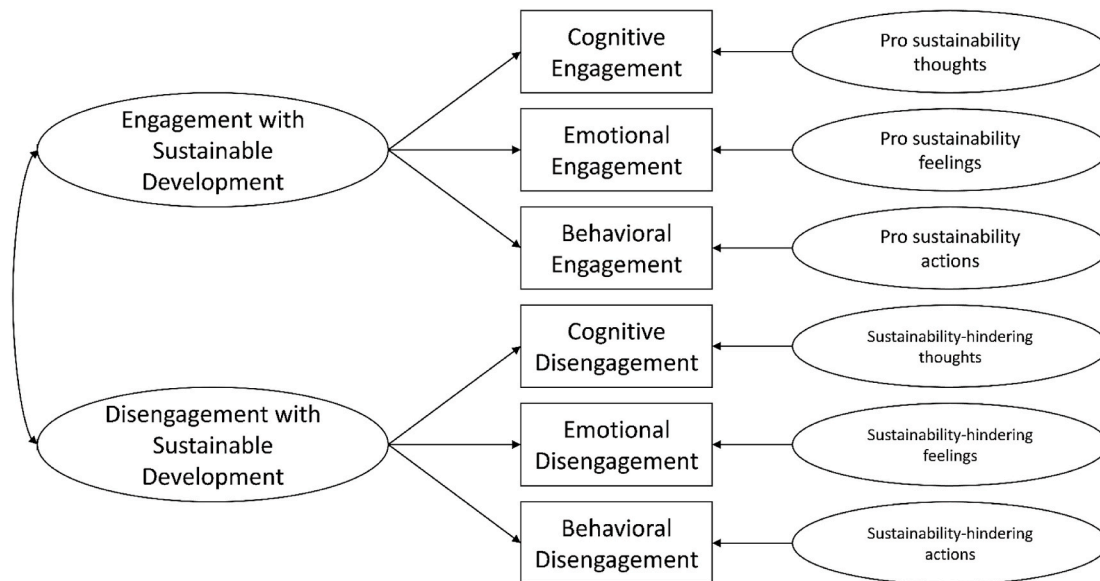 Engagement with
Sustainable
Development
Disengagement with
Sustainable
Development
Cognitive
Engagement
Emotional
Engagement
Behavioral
Engagement
Cognitive
Disengagement
Emotional
Disengagement
Behavioral
Disengagement
Pro sustainability
thoughts
Pro sustainability
feelings
Pro sustainability
actions
Sustainability-hindering
thoughts
Sustainability-hindering
feelings
Sustainability-hindering
actions